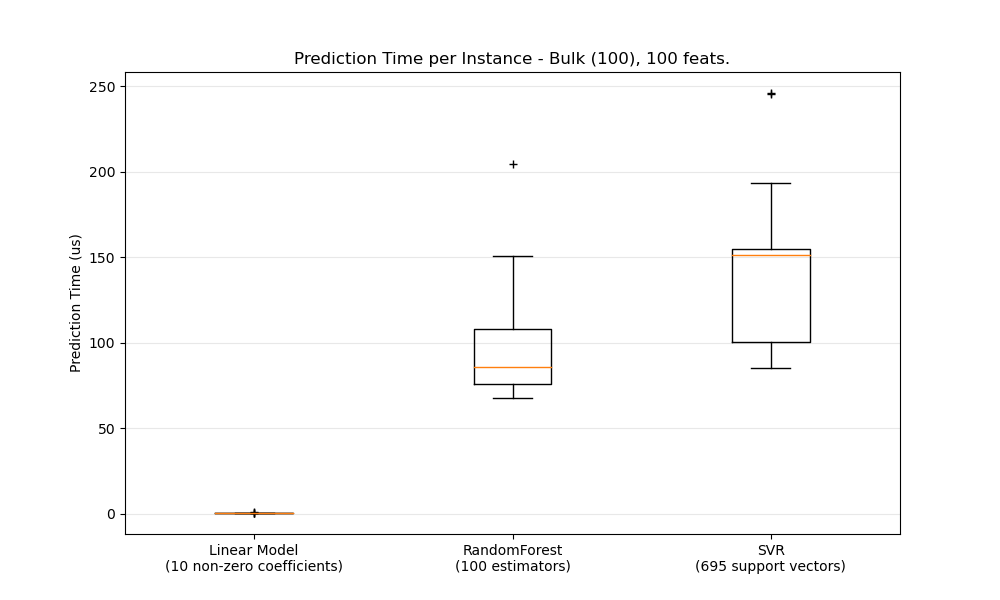 Prediction Time per Instance - Bulk (100), 100 feats.
Prediction Time (us)
250
200
150
100
50
0
Linear Model
(10 non-zero coefficients)
RandomForest
(100 estimators)
SVR
(695 support vectors)